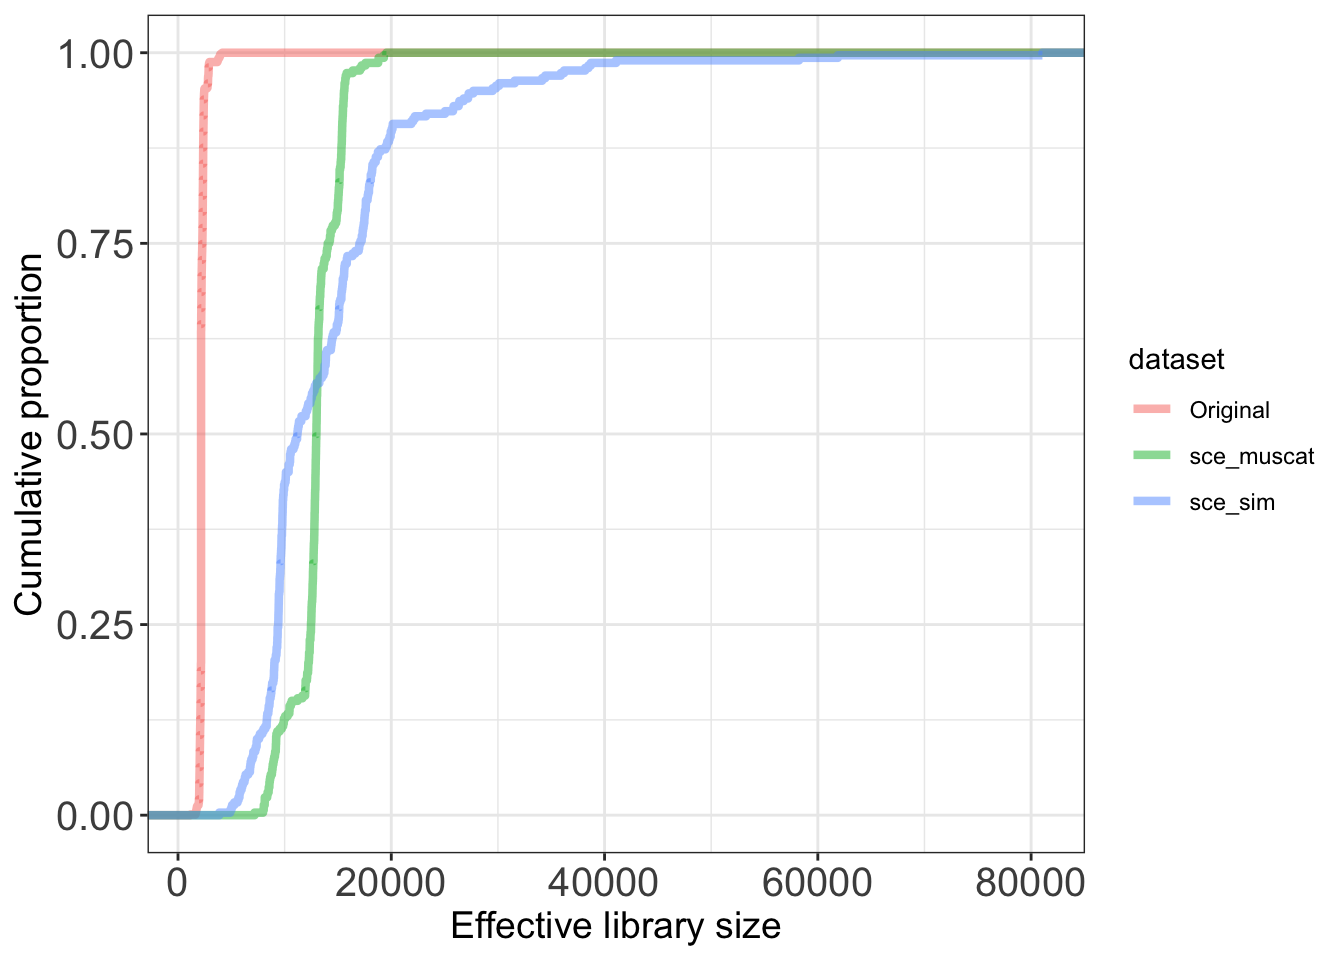 1.00
0.75
0.50
0.25
0.00
Cumulative proportion
0
20000
40000
60000
80000
Effective library size
dataset
Original
sce_muscat
sce_sim